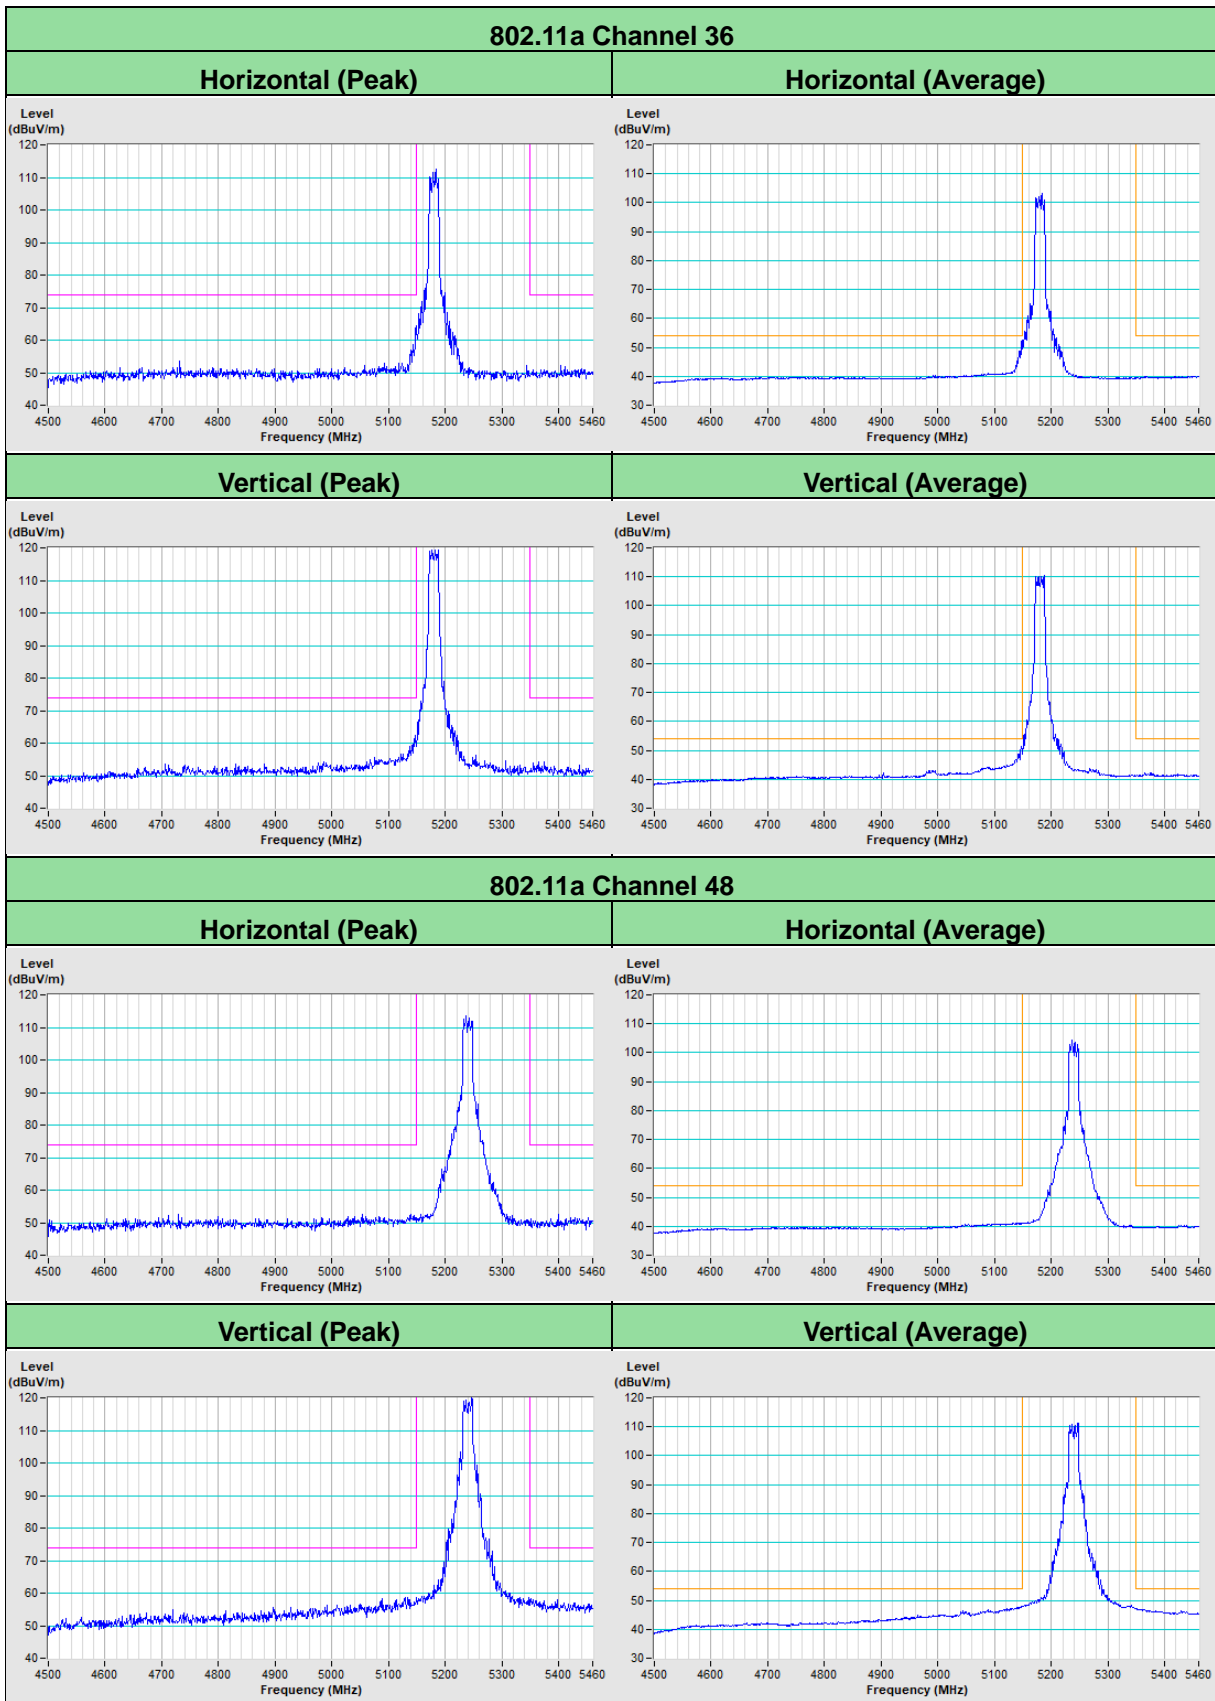 802.11a Channel 36
Horizontal (Peak) Horizontal (Average)
Level Level
(dBuV/m) (dBuV/m)
120 120
110 110
100 100
90 90
80 80
70 70
60 60
50 50
40 40
30
4500 4600 4700 4800 4900 5000 5100 5200 5300 5400 5460 4500 4600 4700 4800 4900 5000 5100 5200 5300 5400 5460
Frequency (MHz) Frequency (MHz)
Vertical (Peak) Vertical (Average)
Level Level
(dBuV/m) (dBuV/m)
120 120
110 110
100 100
90 90
80 80
70 70
60 60
50 50
40 40
30
4500 4600 4700 4800 4900 5000 5100 5200 5300 5400 5460 4500 4600 4700 4800 4900 5000 5100 5200 5300 5400 5460
Frequency (MHz) Frequency (MHz)
802.11a Channel 48
Horizontal (Peak) Horizontal (Average)
Level Level
(dBuV/m) (dBuV/m)
120 120
110 110
100 100
90 90
80 80
70 70
60 60
50 50
40 40
30
4500 4600 4700 4800 4900 5000 5100 5200 5300 5400 5460 4500 4600 4700 4800 4900 5000 5100 5200 5300 5400 5460
Frequency (MHz) Frequency (MHz)
Vertical (Peak) Vertical (Average)
Level Level
(dBuV/m) (dBuV/m)
120 120
110 110
100 100
90 90
80 80
70 70
60 60
50 50
40 40
30
4500 4600 4700 4800 4900 5000 5100 5200 5300 5400 5460 4500 4600 4700 4800 4900 5000 5100 5200 5300 5400 5460
Frequency (MHz) Frequency (MHz)